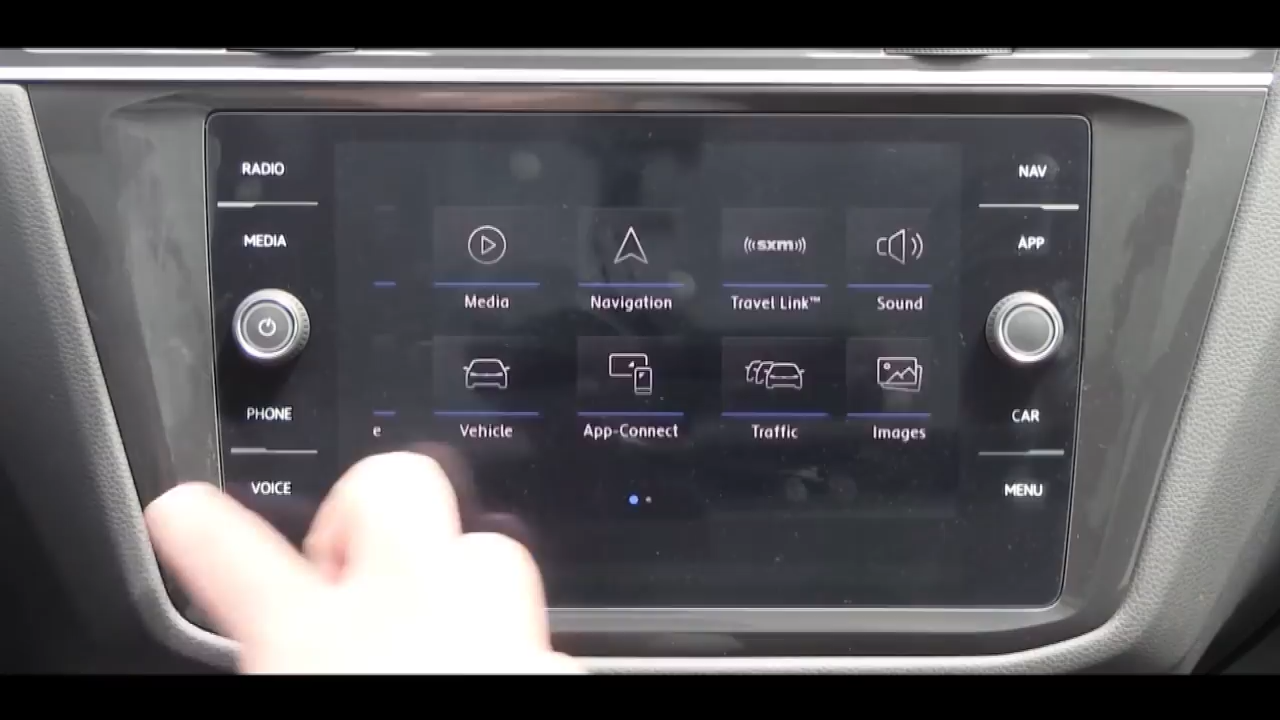 RADIO
MEDIA
PHONE
VOICE
((sxm))
Media
Navigation
Travel Link™
Sound
e
Vehicle
App-Connect
Traffic
Images
NAV
APP
CAR
MENU